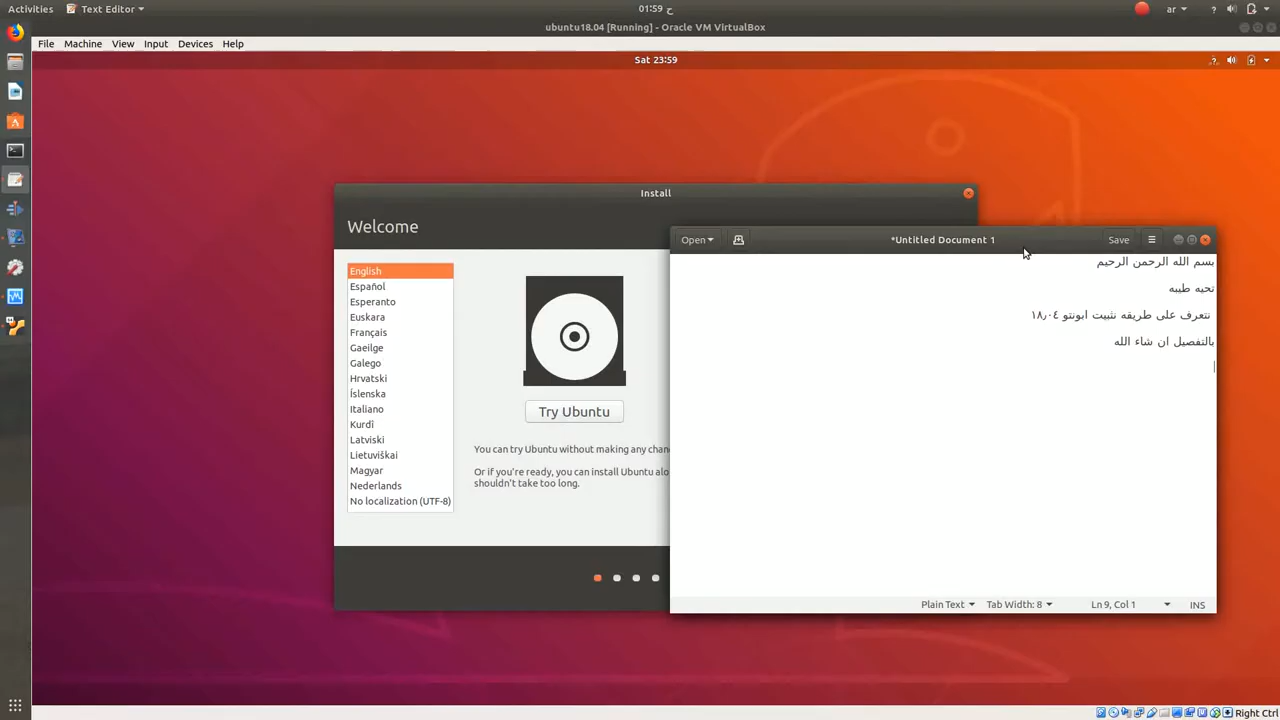 Activities
Text Editor
01:59 ح
ar
ubuntu18.04 [Running] - Oracle VM VirtualBox
File Machine View Input Devices Help
Sat 23:59
Install
Welcome
English
Español
Esperanto
Euskara
Français
Gaeilge
Galego
Hrvatski
Íslenska
Italiano
Kurdî
Latviski
Lietuviškai
Magyar
Nederlands
No localization (UTF-8)
Try Ubuntu
You can try Ubuntu without making any chan
Or if you're ready, you can install Ubuntu alo
shouldn't take too long.
Open
*Untitled Document 1
Save
بسم الله الرحمن الرحيم
تحيه طيبه
نتعرف على طريقه نثبيت ابونتو ١٨٫٠٤
بالتفصيل ان شاء الله
Plain Text Tab Width: 8 Ln 9, Col 1 INS
Right Ctrl